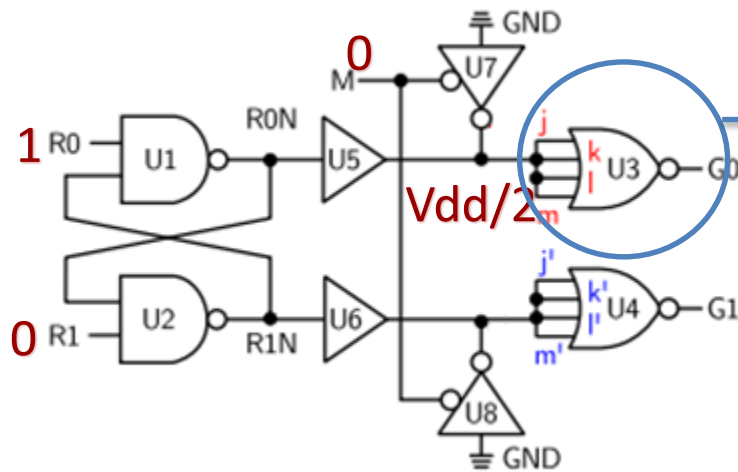 GND
0
U7
M
R0N
j
1
R0
U1
U5
k
U3
G0
l
Vdd/2
m
j'
k'
U2
U6
U4
G1
l'
0
R1
R1N
m'
U8
GND